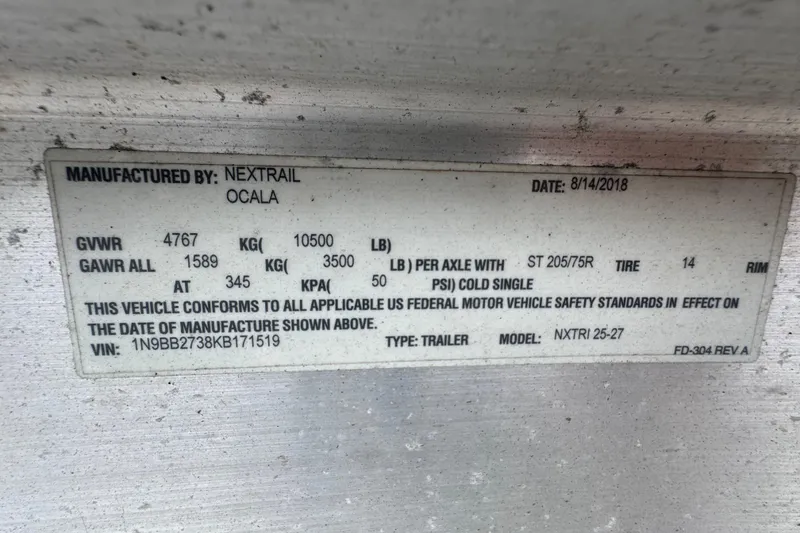 MANUFACTURED BY: NEXTRAIL DATE: 8/14/2018
OCALA
GVWR 4767 KG( 10500 LB)
GAWR ALL 1589 KG( 3500 LB ) PER AXLE WITH ST 205/75R TIRE 14 RIM
AT 345 KPA( 50 PSI) COLD SINGLE
THIS VEHICLE CONFORMS TO ALL APPLICABLE US FEDERAL MOTOR VEHICLE SAFETY STANDARDS IN EFFECT ON
THE DATE OF MANUFACTURE SHOWN ABOVE.
VIN: 1N9BB2738KB171519 TYPE: TRAILER MODEL: NXTRI 25-27
FD-304 REV A